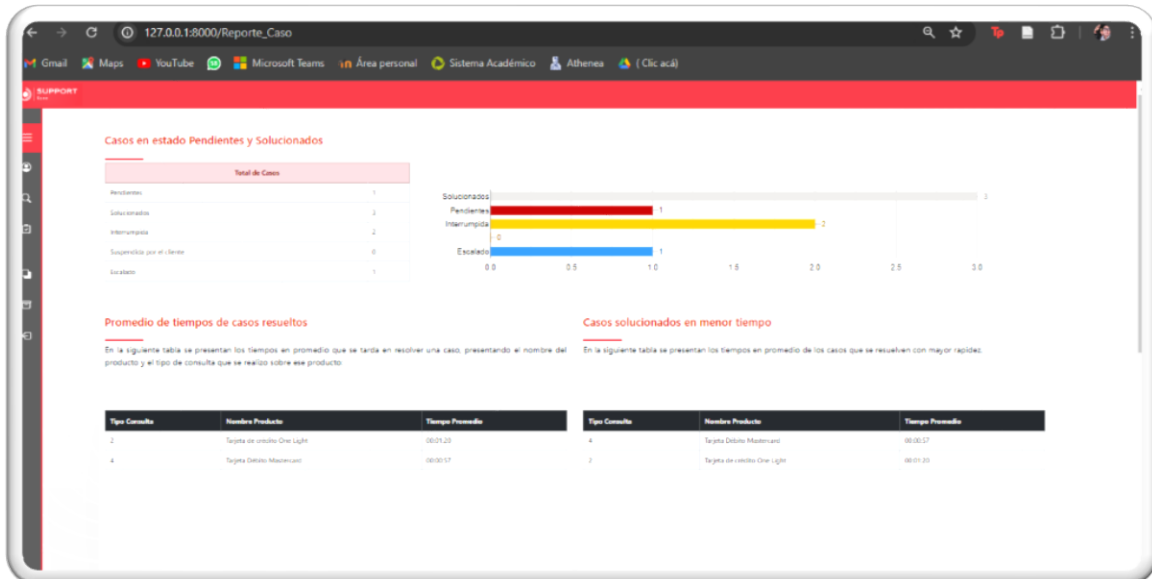 127.0.0.1:8000/Reporte_Caso
Gmail Maps YouTube Microsoft Teams Área personal Sistema Académico Athenea ( Clic acá)
SUPPORT
Casos en estado Pendientes y Solucionados
Total de Casos
Pendientes 1
Solucionados 3
Interrumpida 2
Suspendida por el cliente 0
Escalado 1
Solucionados 3
Pendientes 1
Interrumpida 2
0
Escalado 1
0.0 0.5 1.0 1.5 2.0 2.5 3.0
Promedio de tiempos de casos resueltos
En la siguiente tabla se presentan los tiempos en promedio que se tarda en resolver una caso, presentando el nombre del
producto y el tipo de consulta que se realizo sobre ese producto
Tipo Consulta Nombre Producto Tiempo Promedio
2 Tarjeta de credito One Light 00:01:20
4 Tarjeta Débito Mastercard 00:00:57
Casos solucionados en menor tiempo
En la siguiente tabla se presentan los tiempos en promedio de los casos que se resuelven con mayor rapidez.
Tipo Consulta Nombre Producto Tiempo Promedio
4 Tarjeta Débito Mastercard 00:00:57
2 Tarjeta de credito One Light 00:01:20